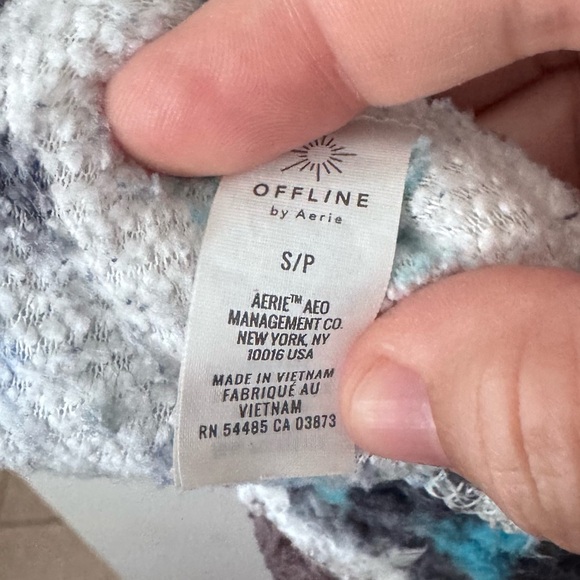 OFFLINE
by Aerie
S/P
AERIE™ AEO
MANAGEMENT CO.
NEW YORK, NY
10016 USA
MADE IN VIETNAM
FABRIQUÉ AU
VIETNAM
RN 54485 CA 03873